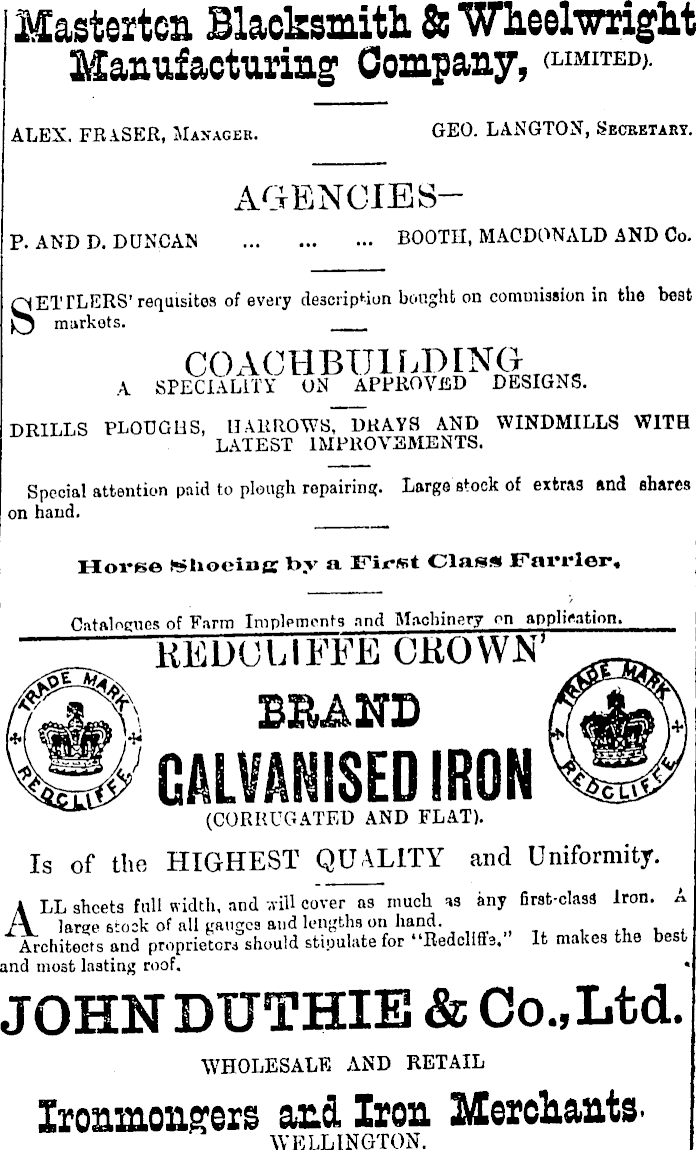 Masterton Blacksmith & Wheelwright
Manufacturing Company, (LIMITED).
ALEX. FRASER, MANAGER. GEO. LANGTON, SECRETARY.
AGENCIES—
P. AND D. DUNCAN ... ... ... BOOTH, MACDONALD AND Co.
SETTLERS' requisites of every description bought on commission in the best
markets.
COACHBUILDING
A SPECIALITY ON APPROVED DESIGNS.
DRILLS PLOUGHS, HARROWS, DRAYS AND WINDMILLS WITH
LATEST IMPROVEMENTS.
Special attention paid to plough repairing. Large stock of extras and shares
on hand.
Horse Shoeing by a First Class Farrier.
Catalogues of Farm Implements and Machinery on application.
REDCLIFFE CROWN'
TRADE MARK
REDCLIFFE
BRAND
TRADE MARK
REDCLIFFE
GALVANISED IRON
(CORRUGATED AND FLAT).
Is of the HIGHEST QUALITY and Uniformity.
ALL sheets full width, and will cover as much as any first-class Iron. A
large stock of all gauges and lengths on hand.
Architects and proprietors should stipulate for "Redcliffe." It makes the best
and most lasting roof.
JOHN DUTHIE & Co., Ltd.
WHOLESALE AND RETAIL
Ironmongers and Iron Merchants.
WELLINGTON.